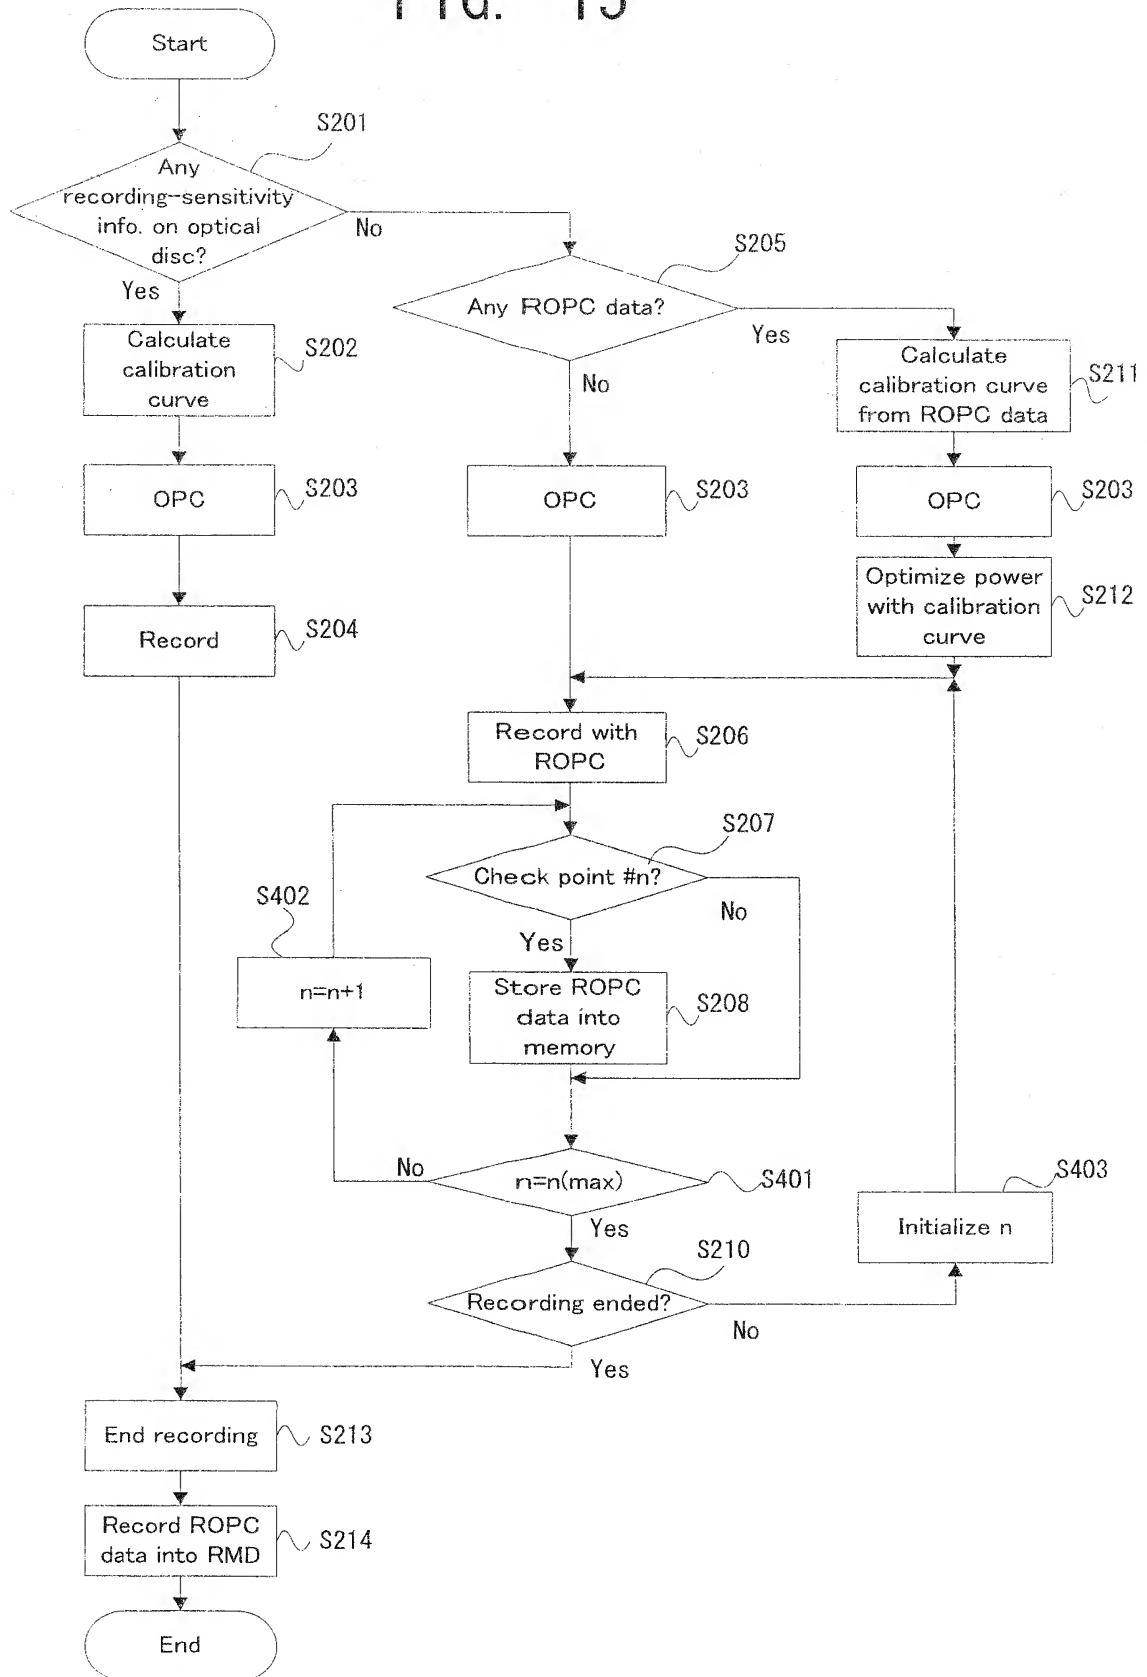 Fig. 15
Start
S201
Any
recording-sensitivity
info. on optical
disc?
No
Yes
S205
Any ROPC data?
Yes
No
Calculate
calibration
curve
S202
Calculate
calibration curve
from ROPC data
S211
OPC
S203
OPC
S203
OPC
S203
Optimize power
with calibration
curve
S212
Record
S204
Record with
ROPC
S206
S207
Check point #n?
No
Yes
S402
n=n+1
Store ROPC
data into
memory
S208
No
n=n(max)
S401
Yes
S403
Initialize n
S210
Recording ended?
No
Yes
End recording
S213
Record ROPC
data into RMD
S214
End